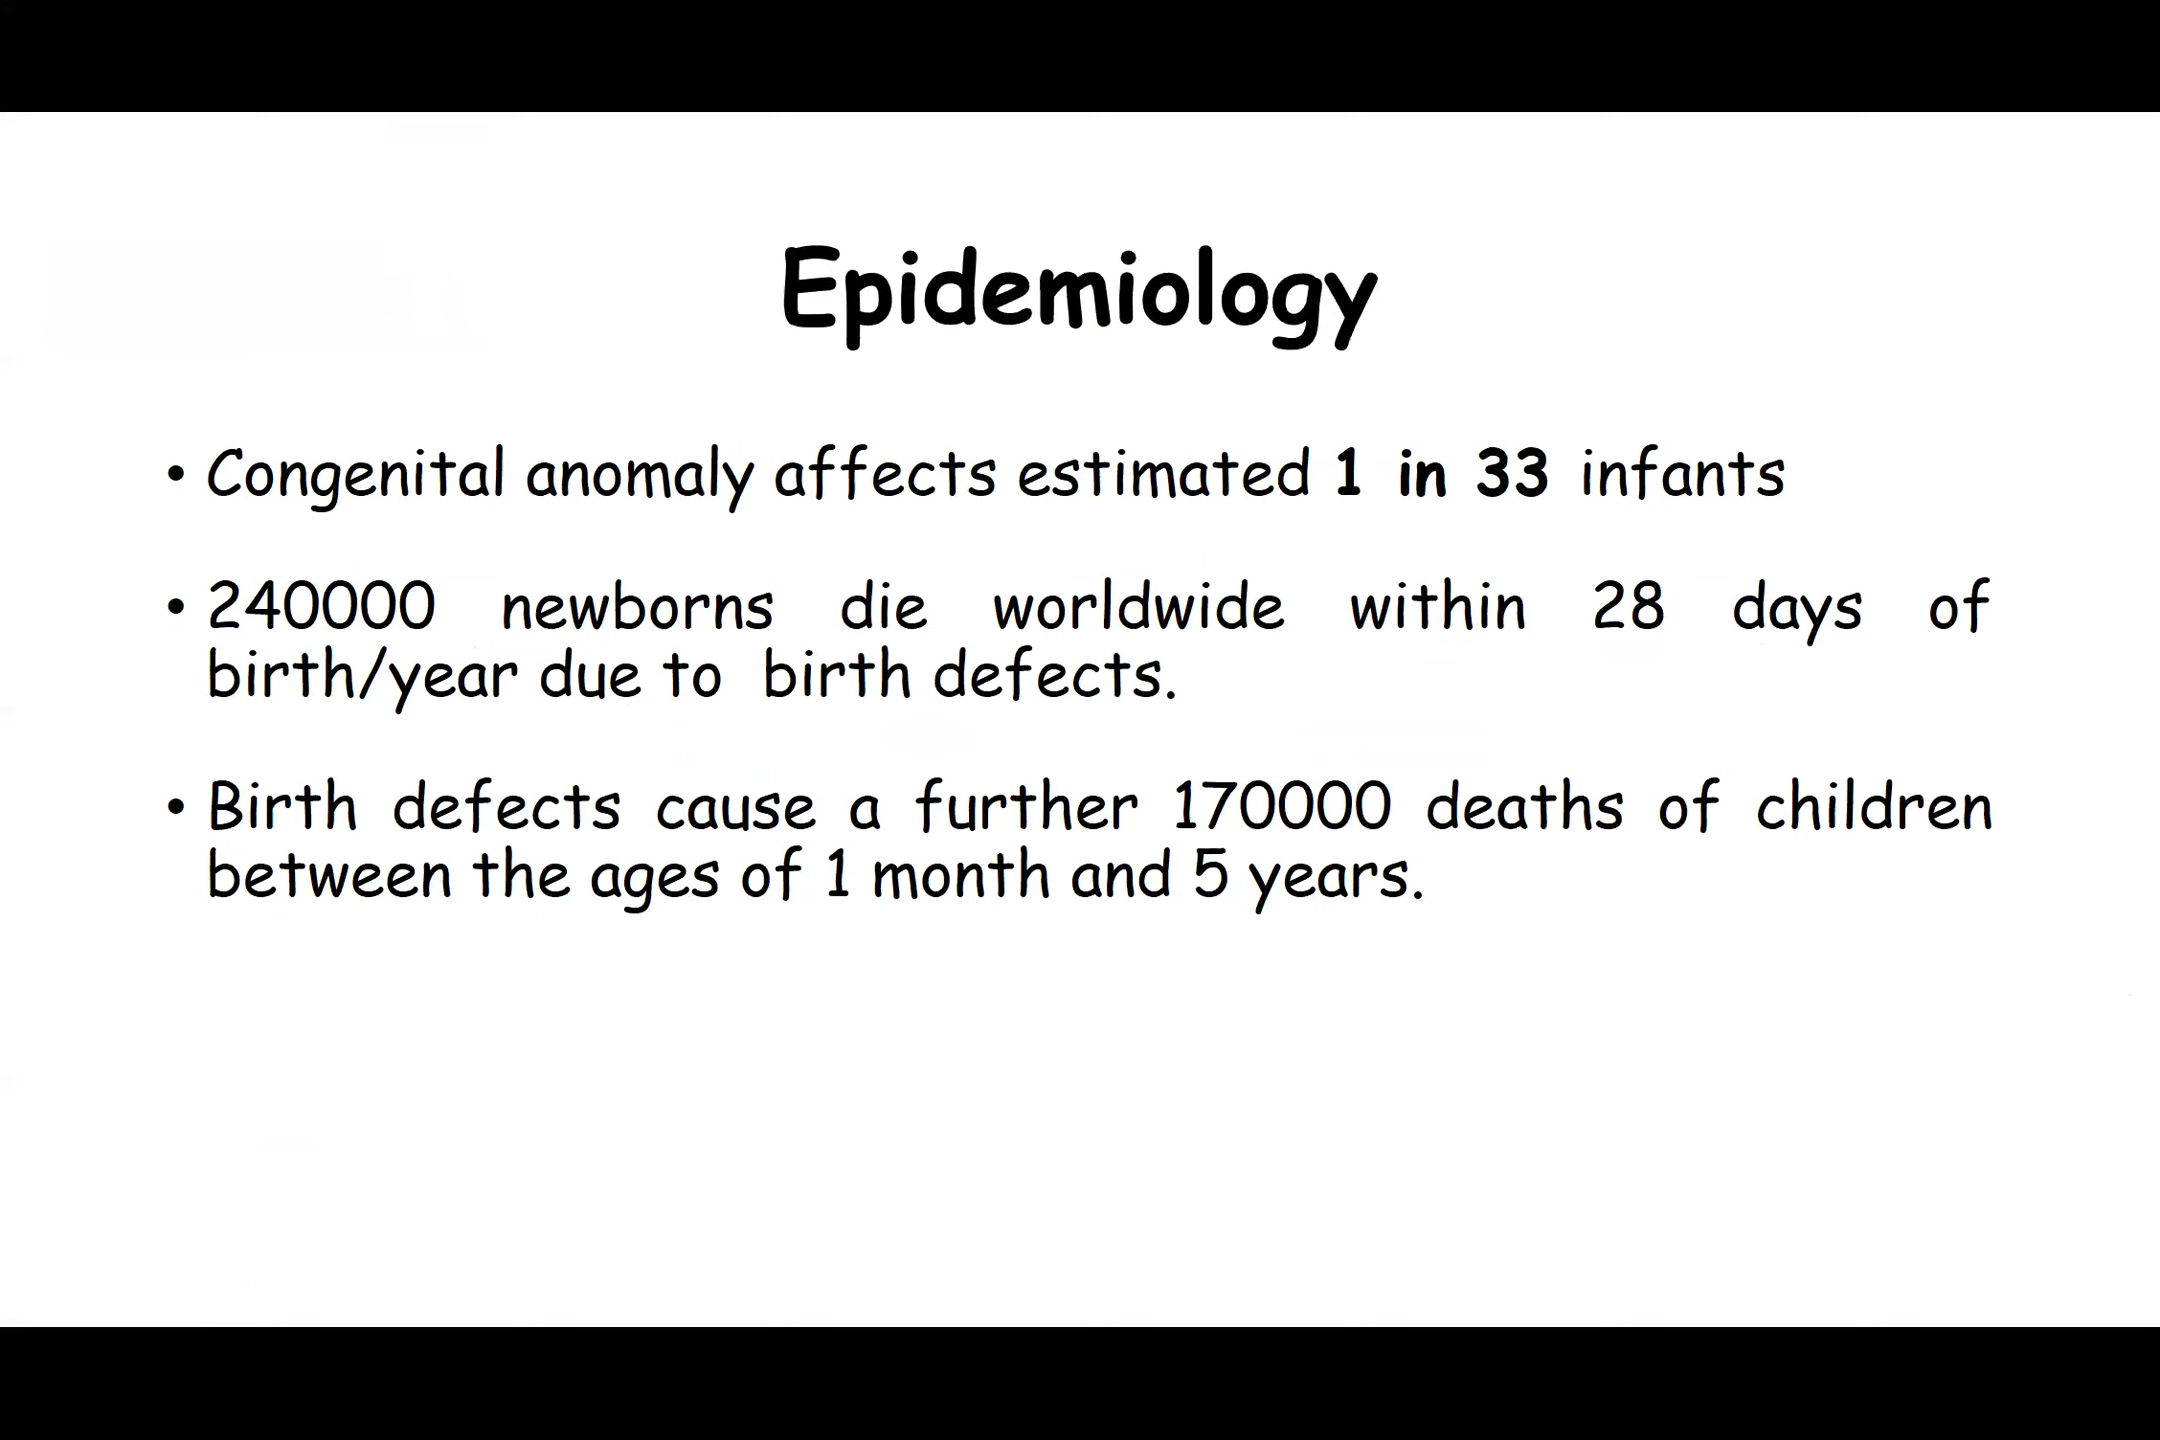 Epidemiology
• Congenital anomaly affects estimated 1 in 33 infants
• 240000 newborns die worldwide within 28 days of
birth/year due to birth defects.
• Birth defects cause a further 170000 deaths of children
between the ages of 1 month and 5 years.